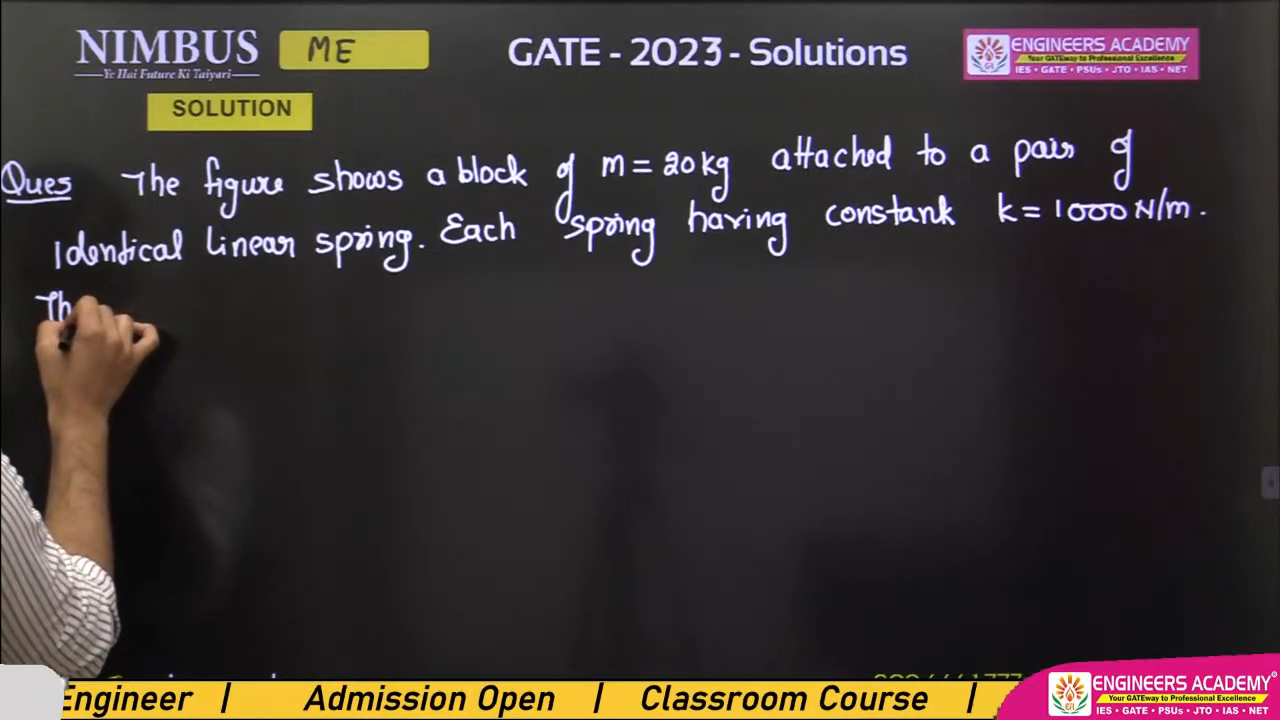 NIMBUS
Ye Hai Future Ki Taiyari
ME
GATE - 2023 - Solutions
ENGINEERS ACADEMY
Your GATEway to Professional Excellence
IES • GATE • PSUs • JTO • IAS • NET
SOLUTION
Ques The figure shows a block of m = 20 kg attached to a pair of
identical linear spring. Each spring having constank k = 1000 N/m.
Th
Engineer | Admission Open | Classroom Course |
ENGINEERS ACADEMY
Your GATEway to Professional Excellence
IES • GATE • PSUs • JTO • IAS • NET